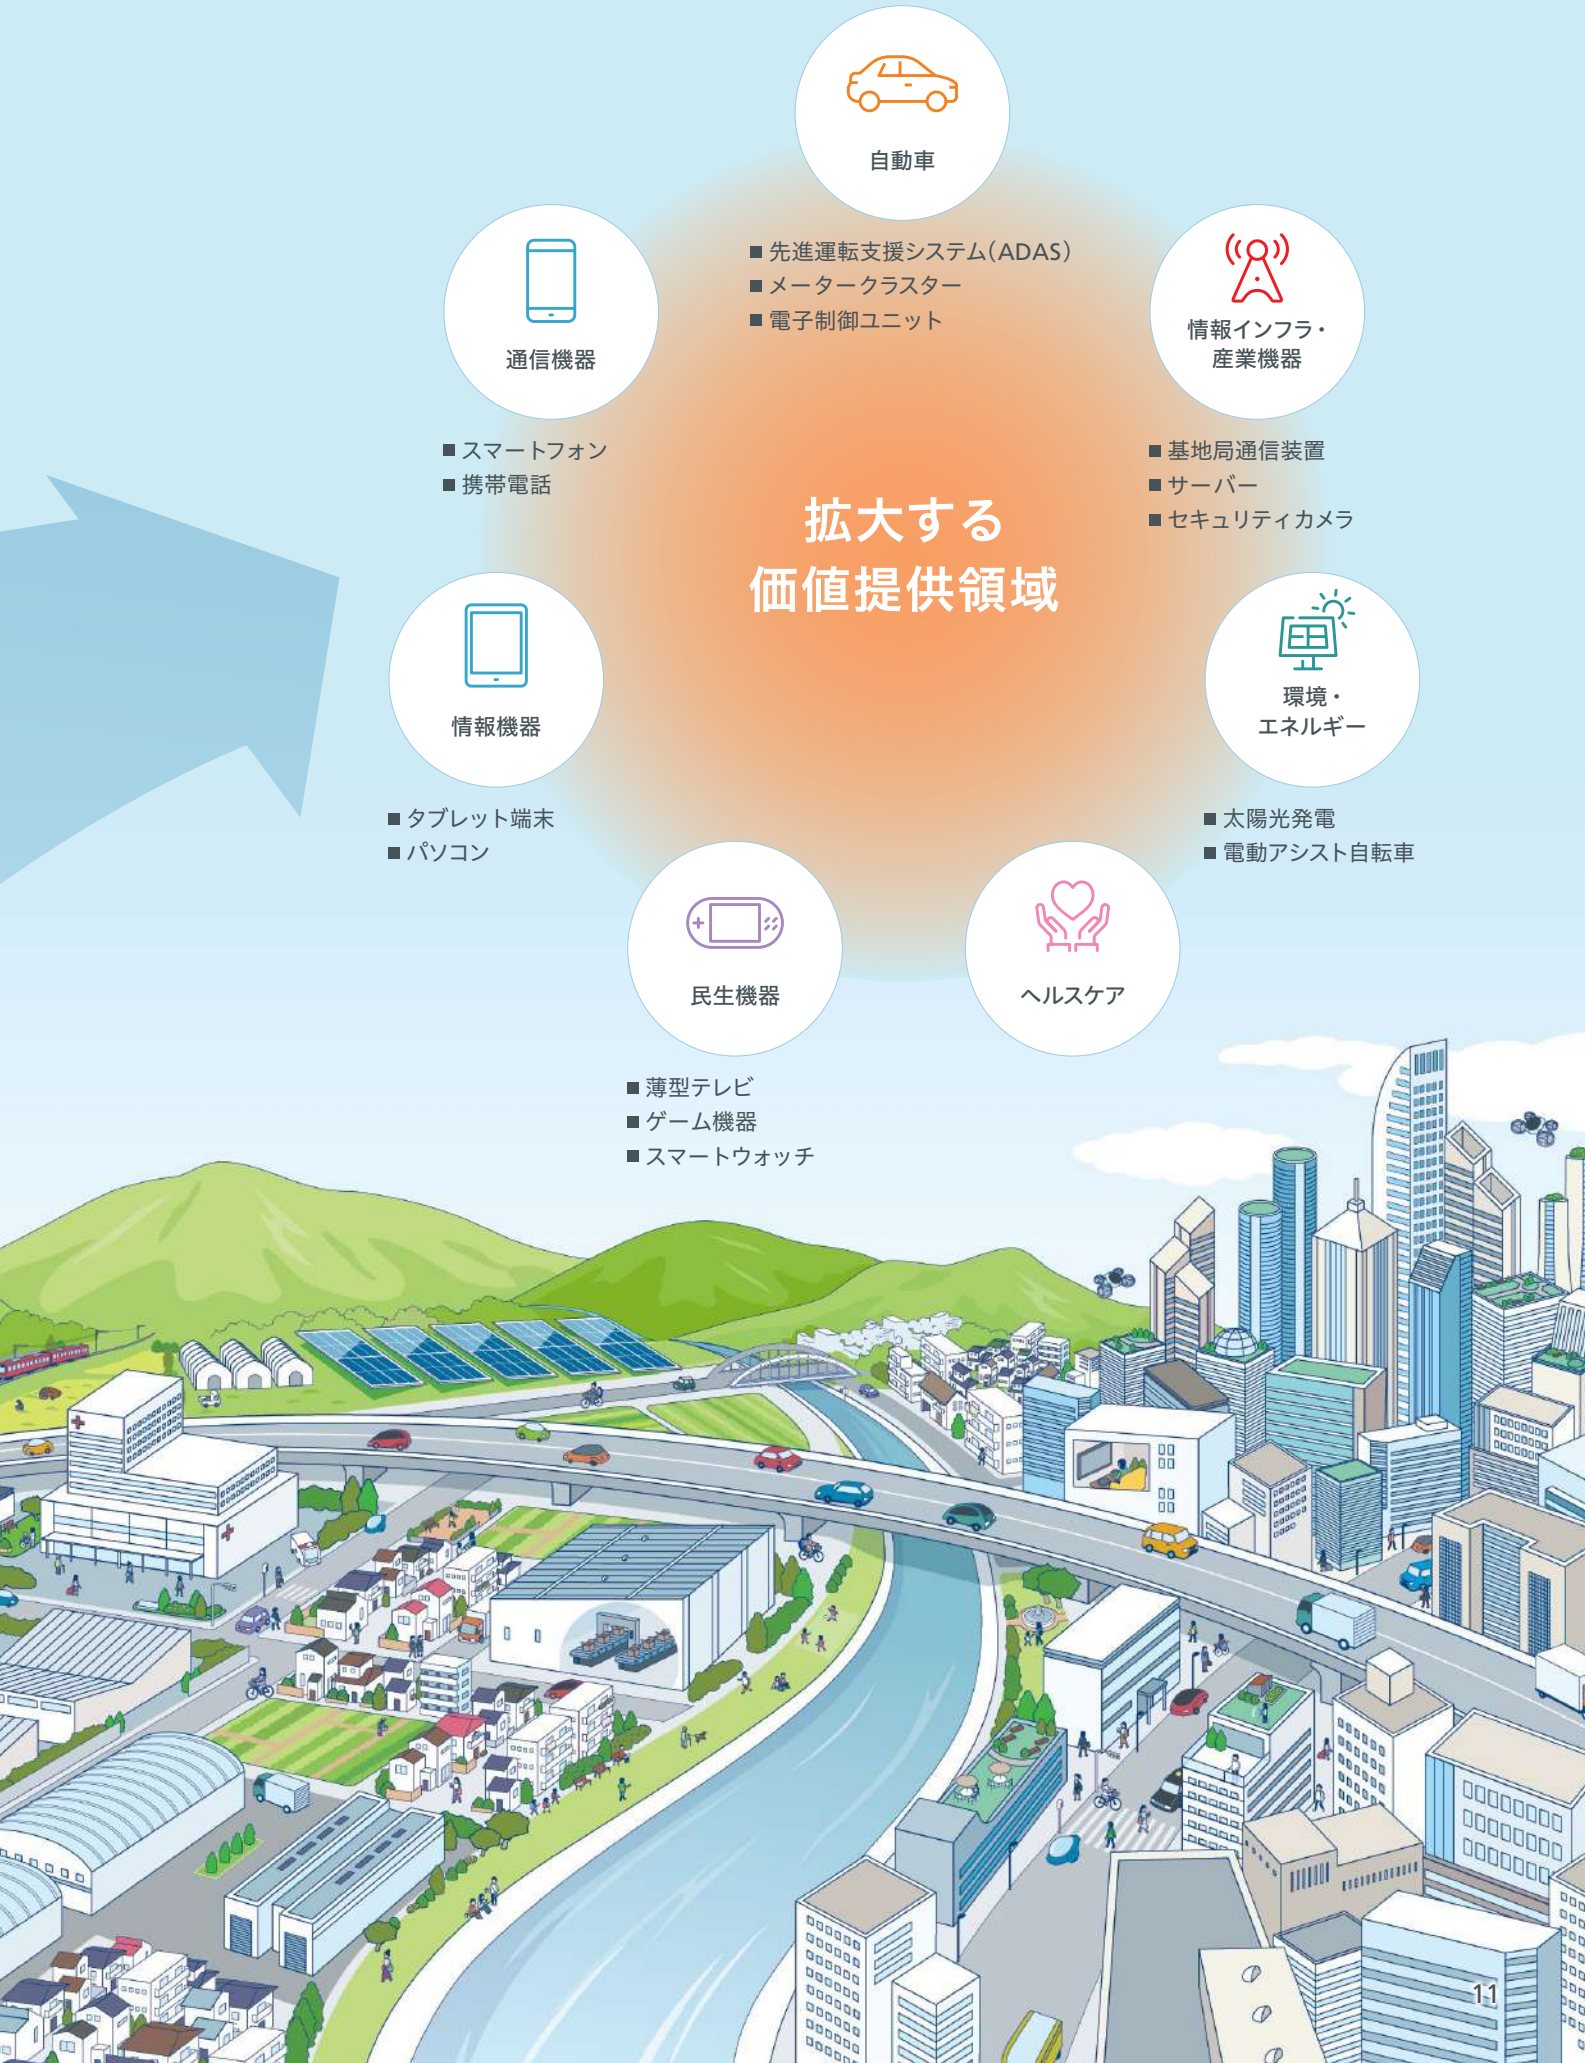 自動車
■ 先進運転支援システム(ADAS)
■ メータークラスター
■ 電子制御ユニット
通信機器
■ スマートフォン
■ 携帯電話
情報インフラ・
産業機器
■ 基地局通信装置
■ サーバー
■ セキュリティカメラ
拡大する
価値提供領域
情報機器
■ タブレット端末
■ パソコン
環境・
エネルギー
■ 太陽光発電
■ 電動アシスト自転車
民生機器
■ 薄型テレビ
■ ゲーム機器
■ スマートウォッチ
ヘルスケア
11